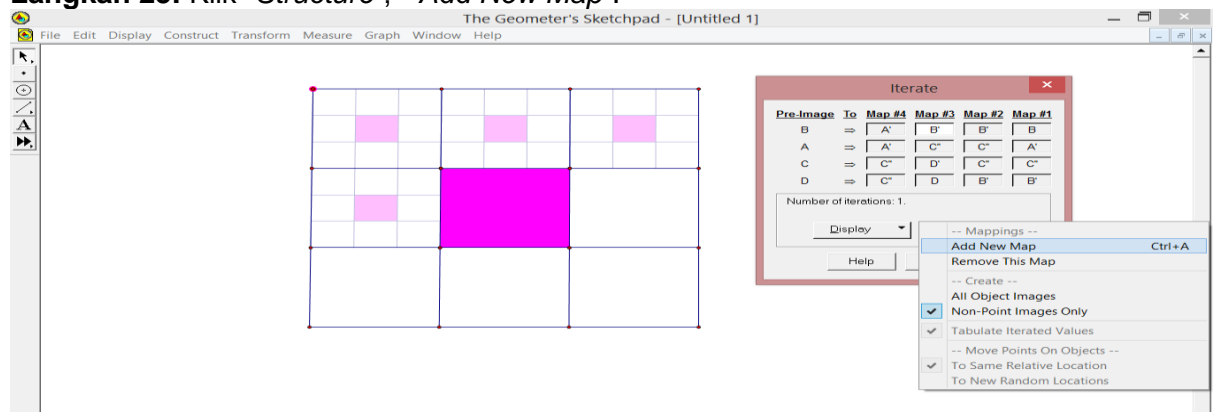 Langkah 25. Klik "Structure", "Add New Map".
The Geometer's Sketchpad - [Untitled 1]
File Edit Display Construct Transform Measure Graph Window Help
A
Iterate
Pre-Image To Map #4 Map #3 Map #2 Map #1
B ⇒ A' B' B' B
A ⇒ A' C" C" A'
C ⇒ C" D' C" C"
D ⇒ C" D B' B'
Number of iterations: 1.
Display
Help
-- Mappings --
Add New Map Ctrl+A
Remove This Map
-- Create --
All Object Images
Non-Point Images Only
Tabulate Iterated Values
-- Move Points On Objects --
To Same Relative Location
To New Random Locations